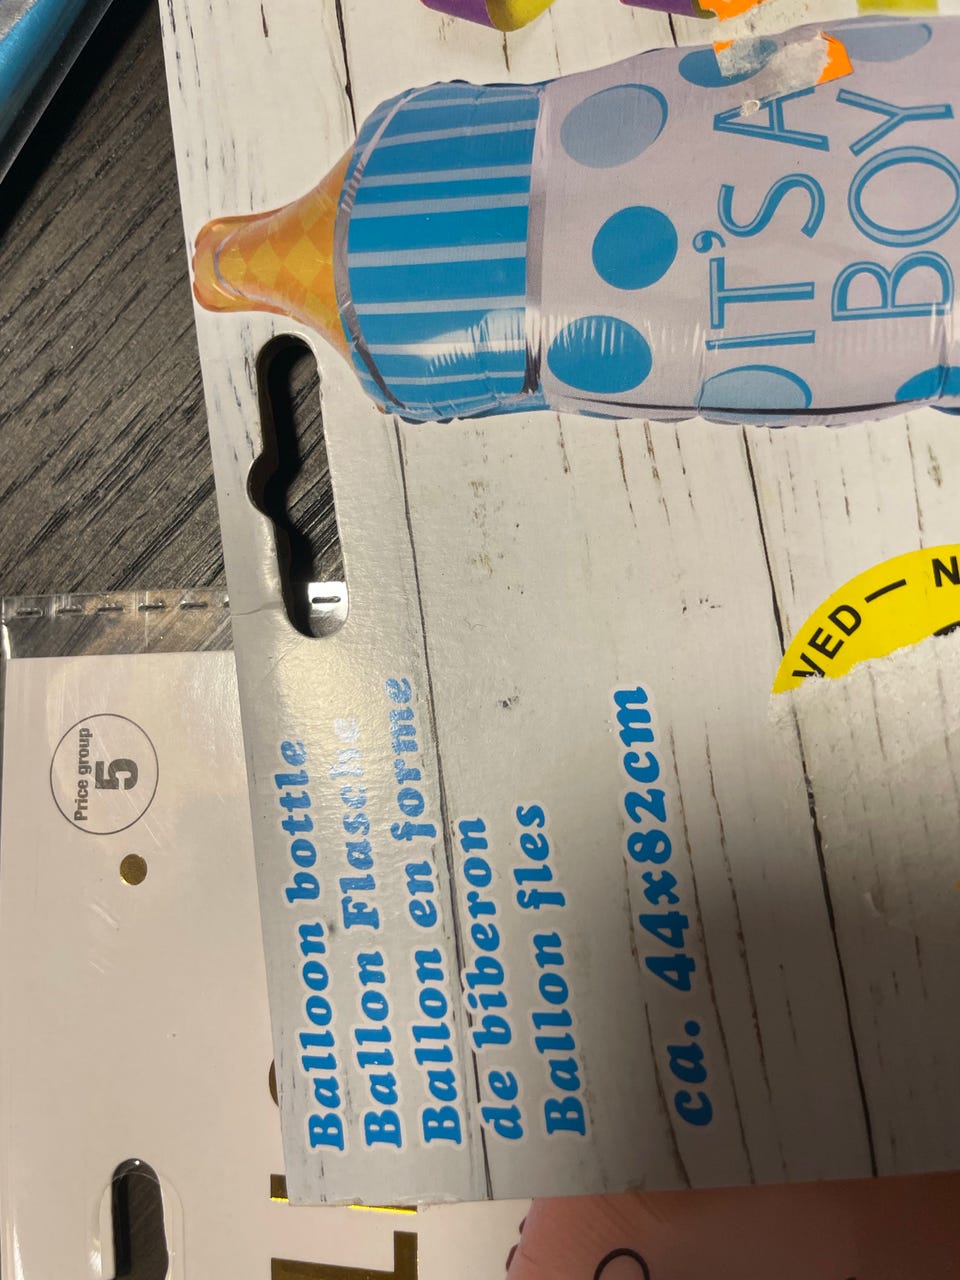 IT'S A
BOY
Balloon bottle
Ballon Flasche
Ballon en forme
de biberon
Ballon fles
ca. 44x82cm
Price group
5